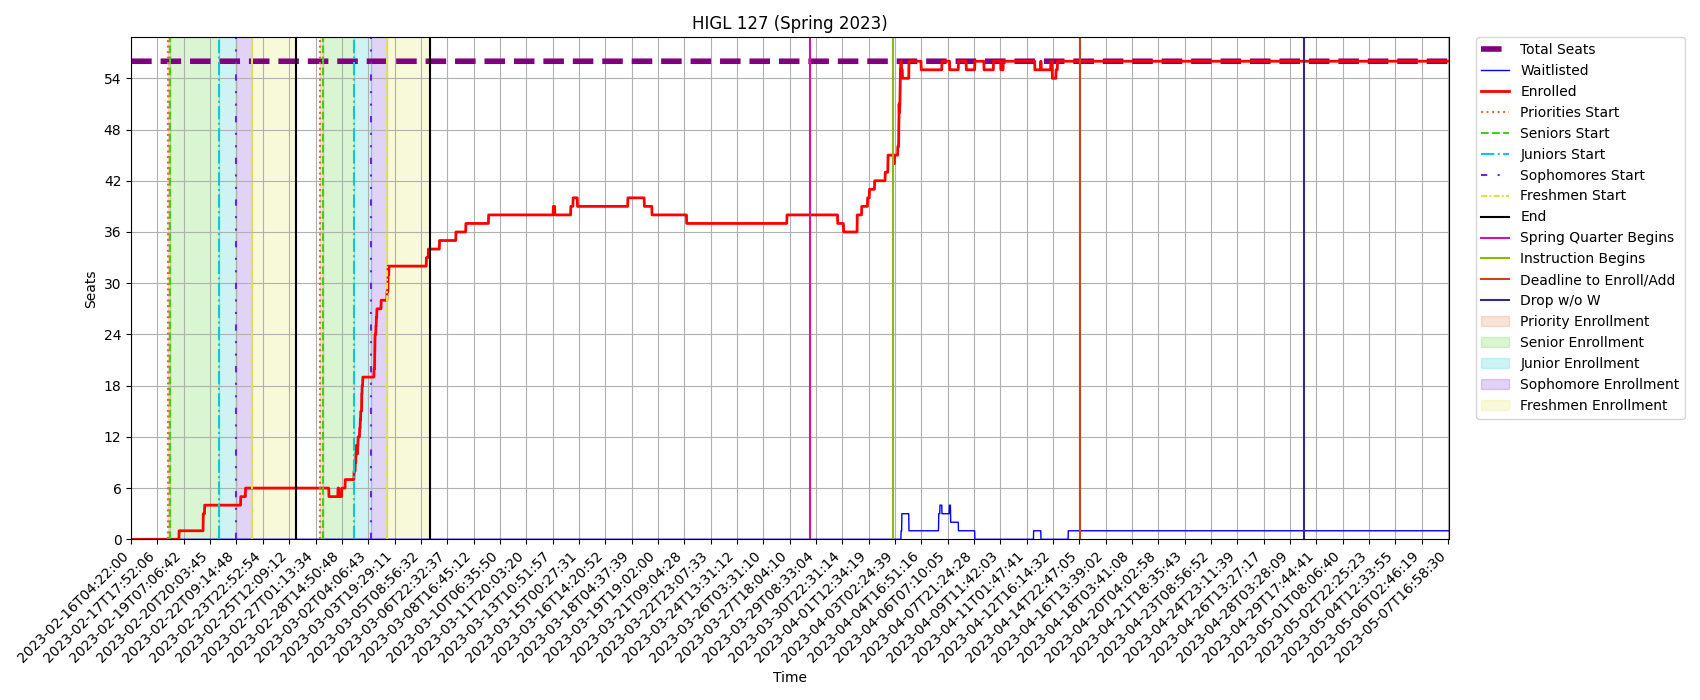 HIGL 127 (Spring 2023)
Seats
54
48
42
36
30
24
18
12
6
0
2023-02-16T04:22:00
2023-02-17T17:52:06
2023-02-19T07:06:42
2023-02-20T20:03:45
2023-02-22T09:14:48
2023-02-23T22:52:54
2023-02-25T12:09:12
2023-02-27T01:13:34
2023-02-28T14:50:48
2023-03-02T04:06:43
2023-03-03T19:29:11
2023-03-05T08:56:32
2023-03-06T22:32:37
2023-03-08T16:45:12
2023-03-10T06:35:50
2023-03-11T20:03:20
2023-03-13T10:51:57
2023-03-15T00:27:31
2023-03-16T14:20:52
2023-03-18T04:37:39
2023-03-19T19:02:00
2023-03-21T09:04:28
2023-03-22T23:07:33
2023-03-24T13:31:12
2023-03-26T03:31:10
2023-03-27T18:04:10
2023-03-29T08:33:04
2023-03-30T22:31:14
2023-04-01T12:34:19
2023-04-03T02:24:39
2023-04-04T16:51:16
2023-04-06T07:10:05
2023-04-07T21:24:28
2023-04-09T11:42:03
2023-04-11T01:47:41
2023-04-12T16:14:32
2023-04-14T22:47:05
2023-04-16T13:39:02
2023-04-18T03:41:08
2023-04-20T04:02:58
2023-04-21T18:35:43
2023-04-23T08:56:52
2023-04-24T23:11:39
2023-04-26T13:27:17
2023-04-28T03:28:09
2023-04-29T17:44:41
2023-05-01T08:06:40
2023-05-02T22:25:23
2023-05-04T12:33:55
2023-05-06T02:46:19
2023-05-07T16:58:30
Time
Total Seats
Waitlisted
Enrolled
Priorities Start
Seniors Start
Juniors Start
Sophomores Start
Freshmen Start
End
Spring Quarter Begins
Instruction Begins
Deadline to Enroll/Add
Drop w/o W
Priority Enrollment
Senior Enrollment
Junior Enrollment
Sophomore Enrollment
Freshmen Enrollment